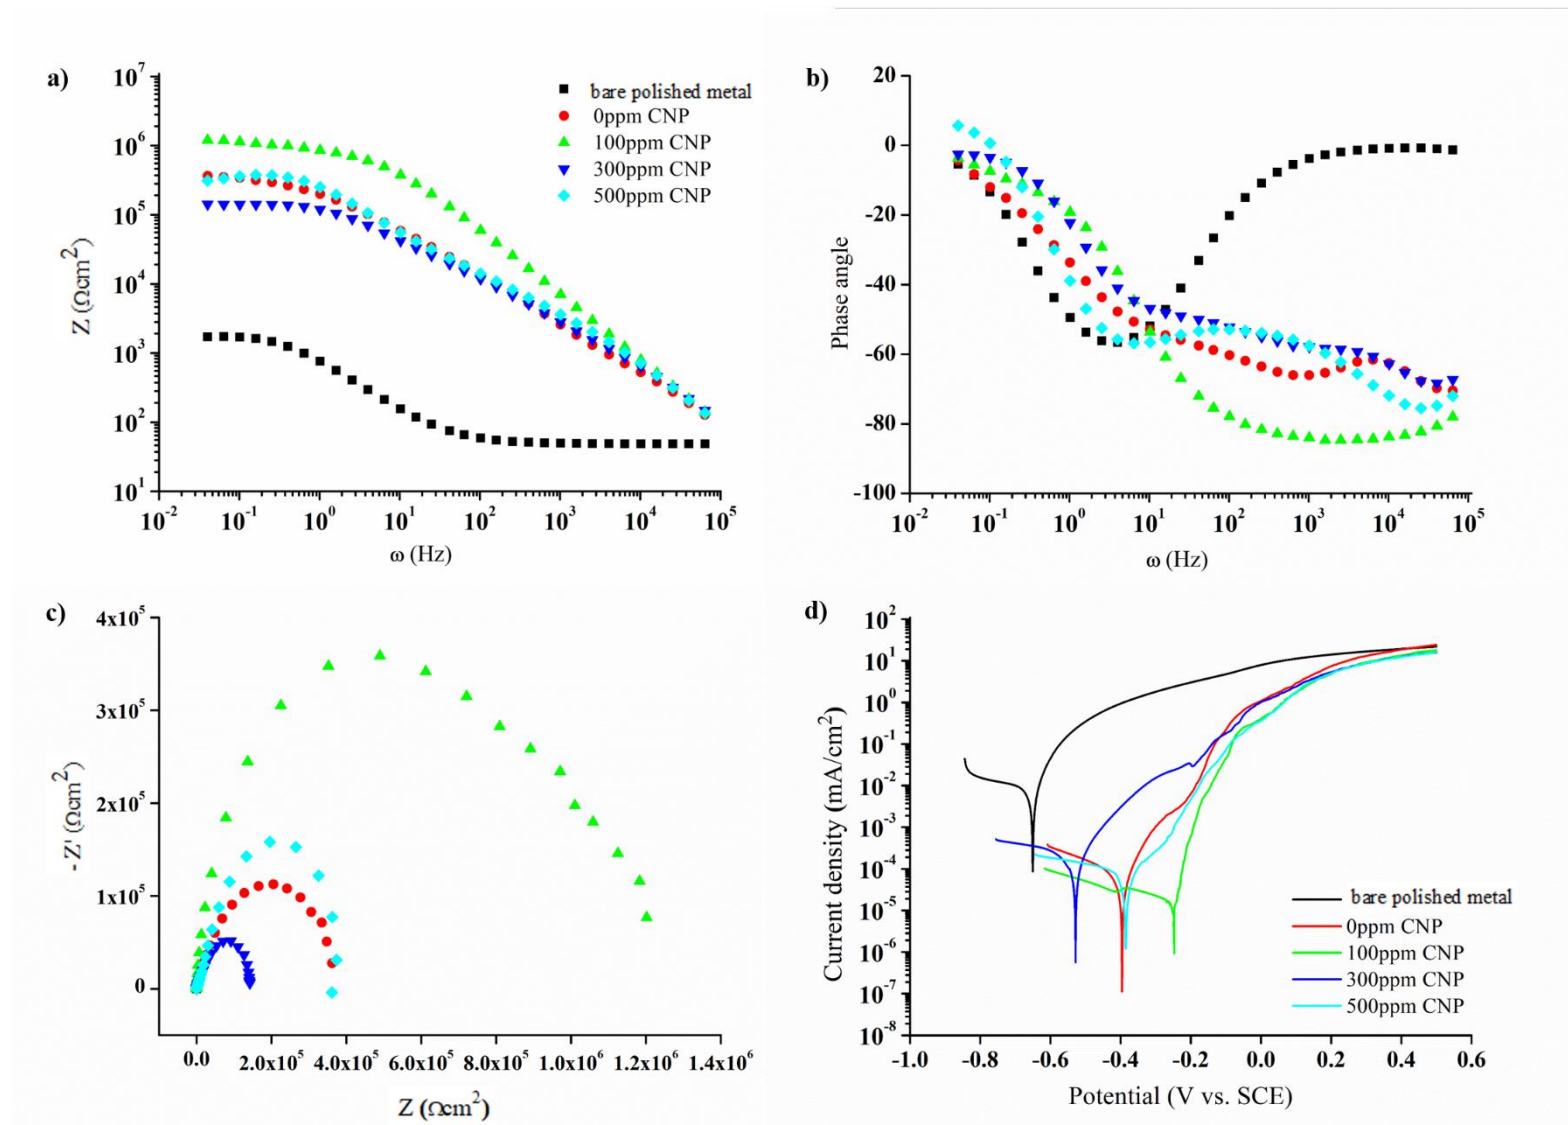 a)
10^7
10^6
10^5
10^4
10^3
10^2
10^1
Z (Ωcm^2)
10^-2 10^-1 10^0 10^1 10^2 10^3 10^4 10^5
ω (Hz)
bare polished metal
0ppm CNP
100ppm CNP
300ppm CNP
500ppm CNP
b)
20
0
-20
-40
-60
-80
-100
Phase angle
10^-2 10^-1 10^0 10^1 10^2 10^3 10^4 10^5
ω (Hz)
c)
4x10^5
3x10^5
2x10^5
1x10^5
0
-Z' (Ωcm^2)
0.0 2.0x10^5 4.0x10^5 6.0x10^5 8.0x10^5 1.0x10^6 1.2x10^6 1.4x10^6
Z (Ωcm^2)
d)
10^2
10^1
10^0
10^-1
10^-2
10^-3
10^-4
10^-5
10^-6
10^-7
10^-8
Current density (mA/cm^2)
-1.0 -0.8 -0.6 -0.4 -0.2 0.0 0.2 0.4 0.6
Potential (V vs. SCE)
bare polished metal
0ppm CNP
100ppm CNP
300ppm CNP
500ppm CNP